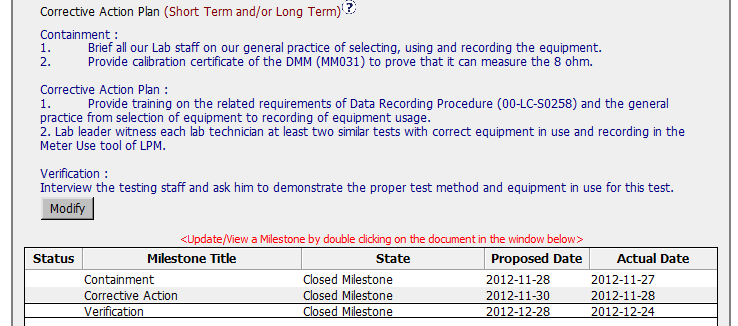 Corrective Action Plan (Short Term and/or Long Term) ?
Containment :
1. Brief all our Lab staff on our general practice of selecting, using and recording the equipment.
2. Provide calibration certificate of the DMM (MM031) to prove that it can measure the 8 ohm.
Corrective Action Plan :
1. Provide training on the related requirements of Data Recording Procedure (00-LC-S0258) and the general
practice from selection of equipment to recording of equipment usage.
2. Lab leader witness each lab technician at least two similar tests with correct equipment in use and recording in the
Meter Use tool of LPM.
Verification :
Interview the testing staff and ask him to demonstrate the proper test method and equipment in use for this test.
Modify
<Update/View a Milestone by double clicking on the document in the window below>
Status Milestone Title State Proposed Date Actual Date
Containment Closed Milestone 2012-11-28 2012-11-27
Corrective Action Closed Milestone 2012-11-30 2012-11-28
Verification Closed Milestone 2012-12-28 2012-12-24